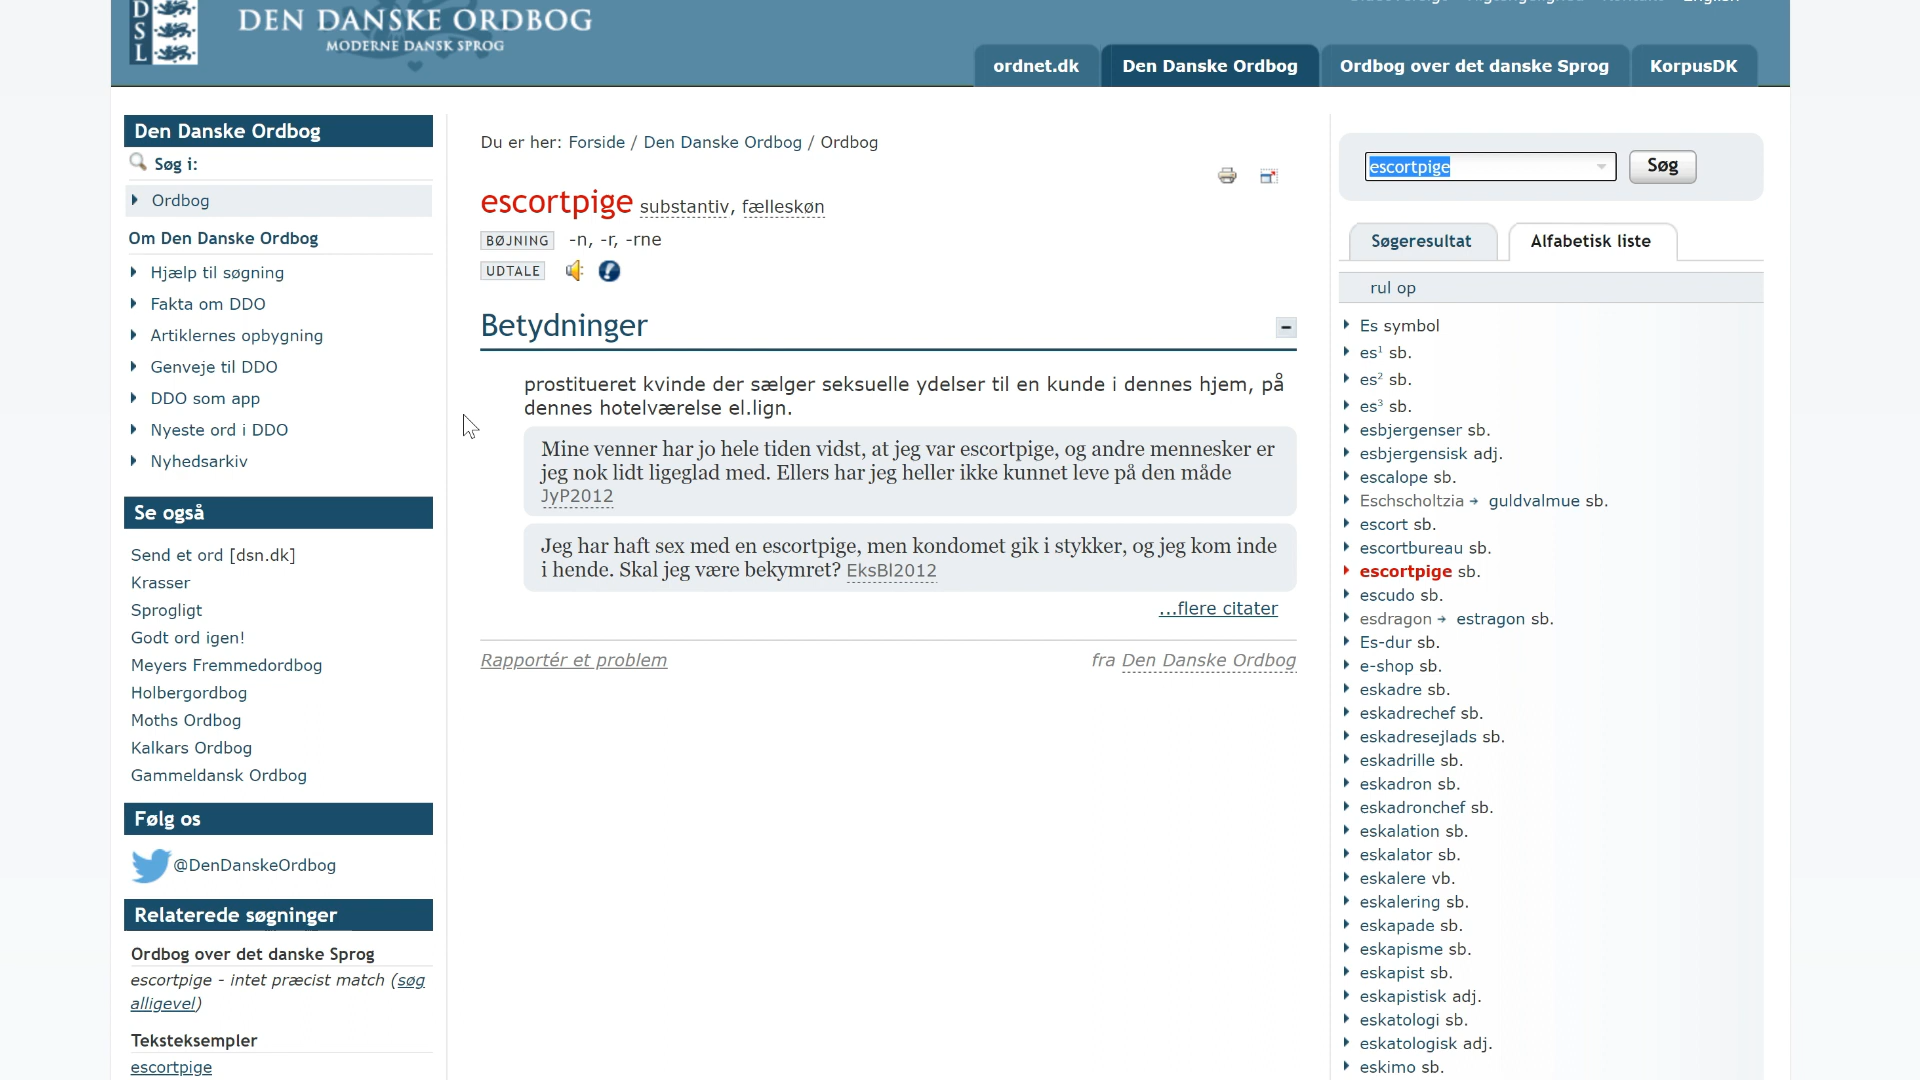 DSL
DEN DANSKE ORDBOG
MODERNE DANSK SPROG
English
ordnet.dk
Den Danske Ordbog
Ordbog over det danske Sprog
KorpusDK
Den Danske Ordbog
Søg i:
Ordbog
Om Den Danske Ordbog
Hjælp til søgning
Fakta om DDO
Artiklernes opbygning
Genveje til DDO
DDO som app
Nyeste ord i DDO
Nyhedsarkiv
Se også
Send et ord [dsn.dk]
Krasser
Sprogligt
Godt ord igen!
Meyers Fremmedordbog
Holbergordbog
Moths Ordbog
Kalkars Ordbog
Gammeldansk Ordbog
Følg os
@DenDanskeOrdbog
Relaterede søgninger
Ordbog over det danske Sprog
escortpige - intet præcist match (søg
alligevel)
Teksteksempler
escortpige
Du er her: Forside / Den Danske Ordbog / Ordbog
escortpige substantiv, fælleskøn
BØJNING -n, -r, -rne
UDTALE
Betydninger
prostitueret kvinde der sælger seksuelle ydelser til en kunde i dennes hjem, på
dennes hotelværelse el.lign.
Mine venner har jo hele tiden vidst, at jeg var escortpige, og andre mennesker er
jeg nok lidt ligeglad med. Ellers har jeg heller ikke kunnet leve på den måde
JyP2012
Jeg har haft sex med en escortpige, men kondomet gik i stykker, og jeg kom inde
i hende. Skal jeg være bekymret? EksBl2012
...flere citater
Rapportér et problem
fra Den Danske Ordbog
escortpige
Søg
Søgeresultat
Alfabetisk liste
rul op
Es symbol
es¹ sb.
es² sb.
es³ sb.
esbjergenser sb.
esbjergensisk adj.
escalope sb.
Eschscholtzia → guldvalmue sb.
escort sb.
escortbureau sb.
escortpige sb.
escudo sb.
esdragon → estragon sb.
Es-dur sb.
e-shop sb.
eskadre sb.
eskadrechef sb.
eskadresejlads sb.
eskadrille sb.
eskadron sb.
eskadronchef sb.
eskalation sb.
eskalator sb.
eskalere vb.
eskalering sb.
eskapade sb.
eskapisme sb.
eskapist sb.
eskapistisk adj.
eskatologi sb.
eskatologisk adj.
eskimo sb.